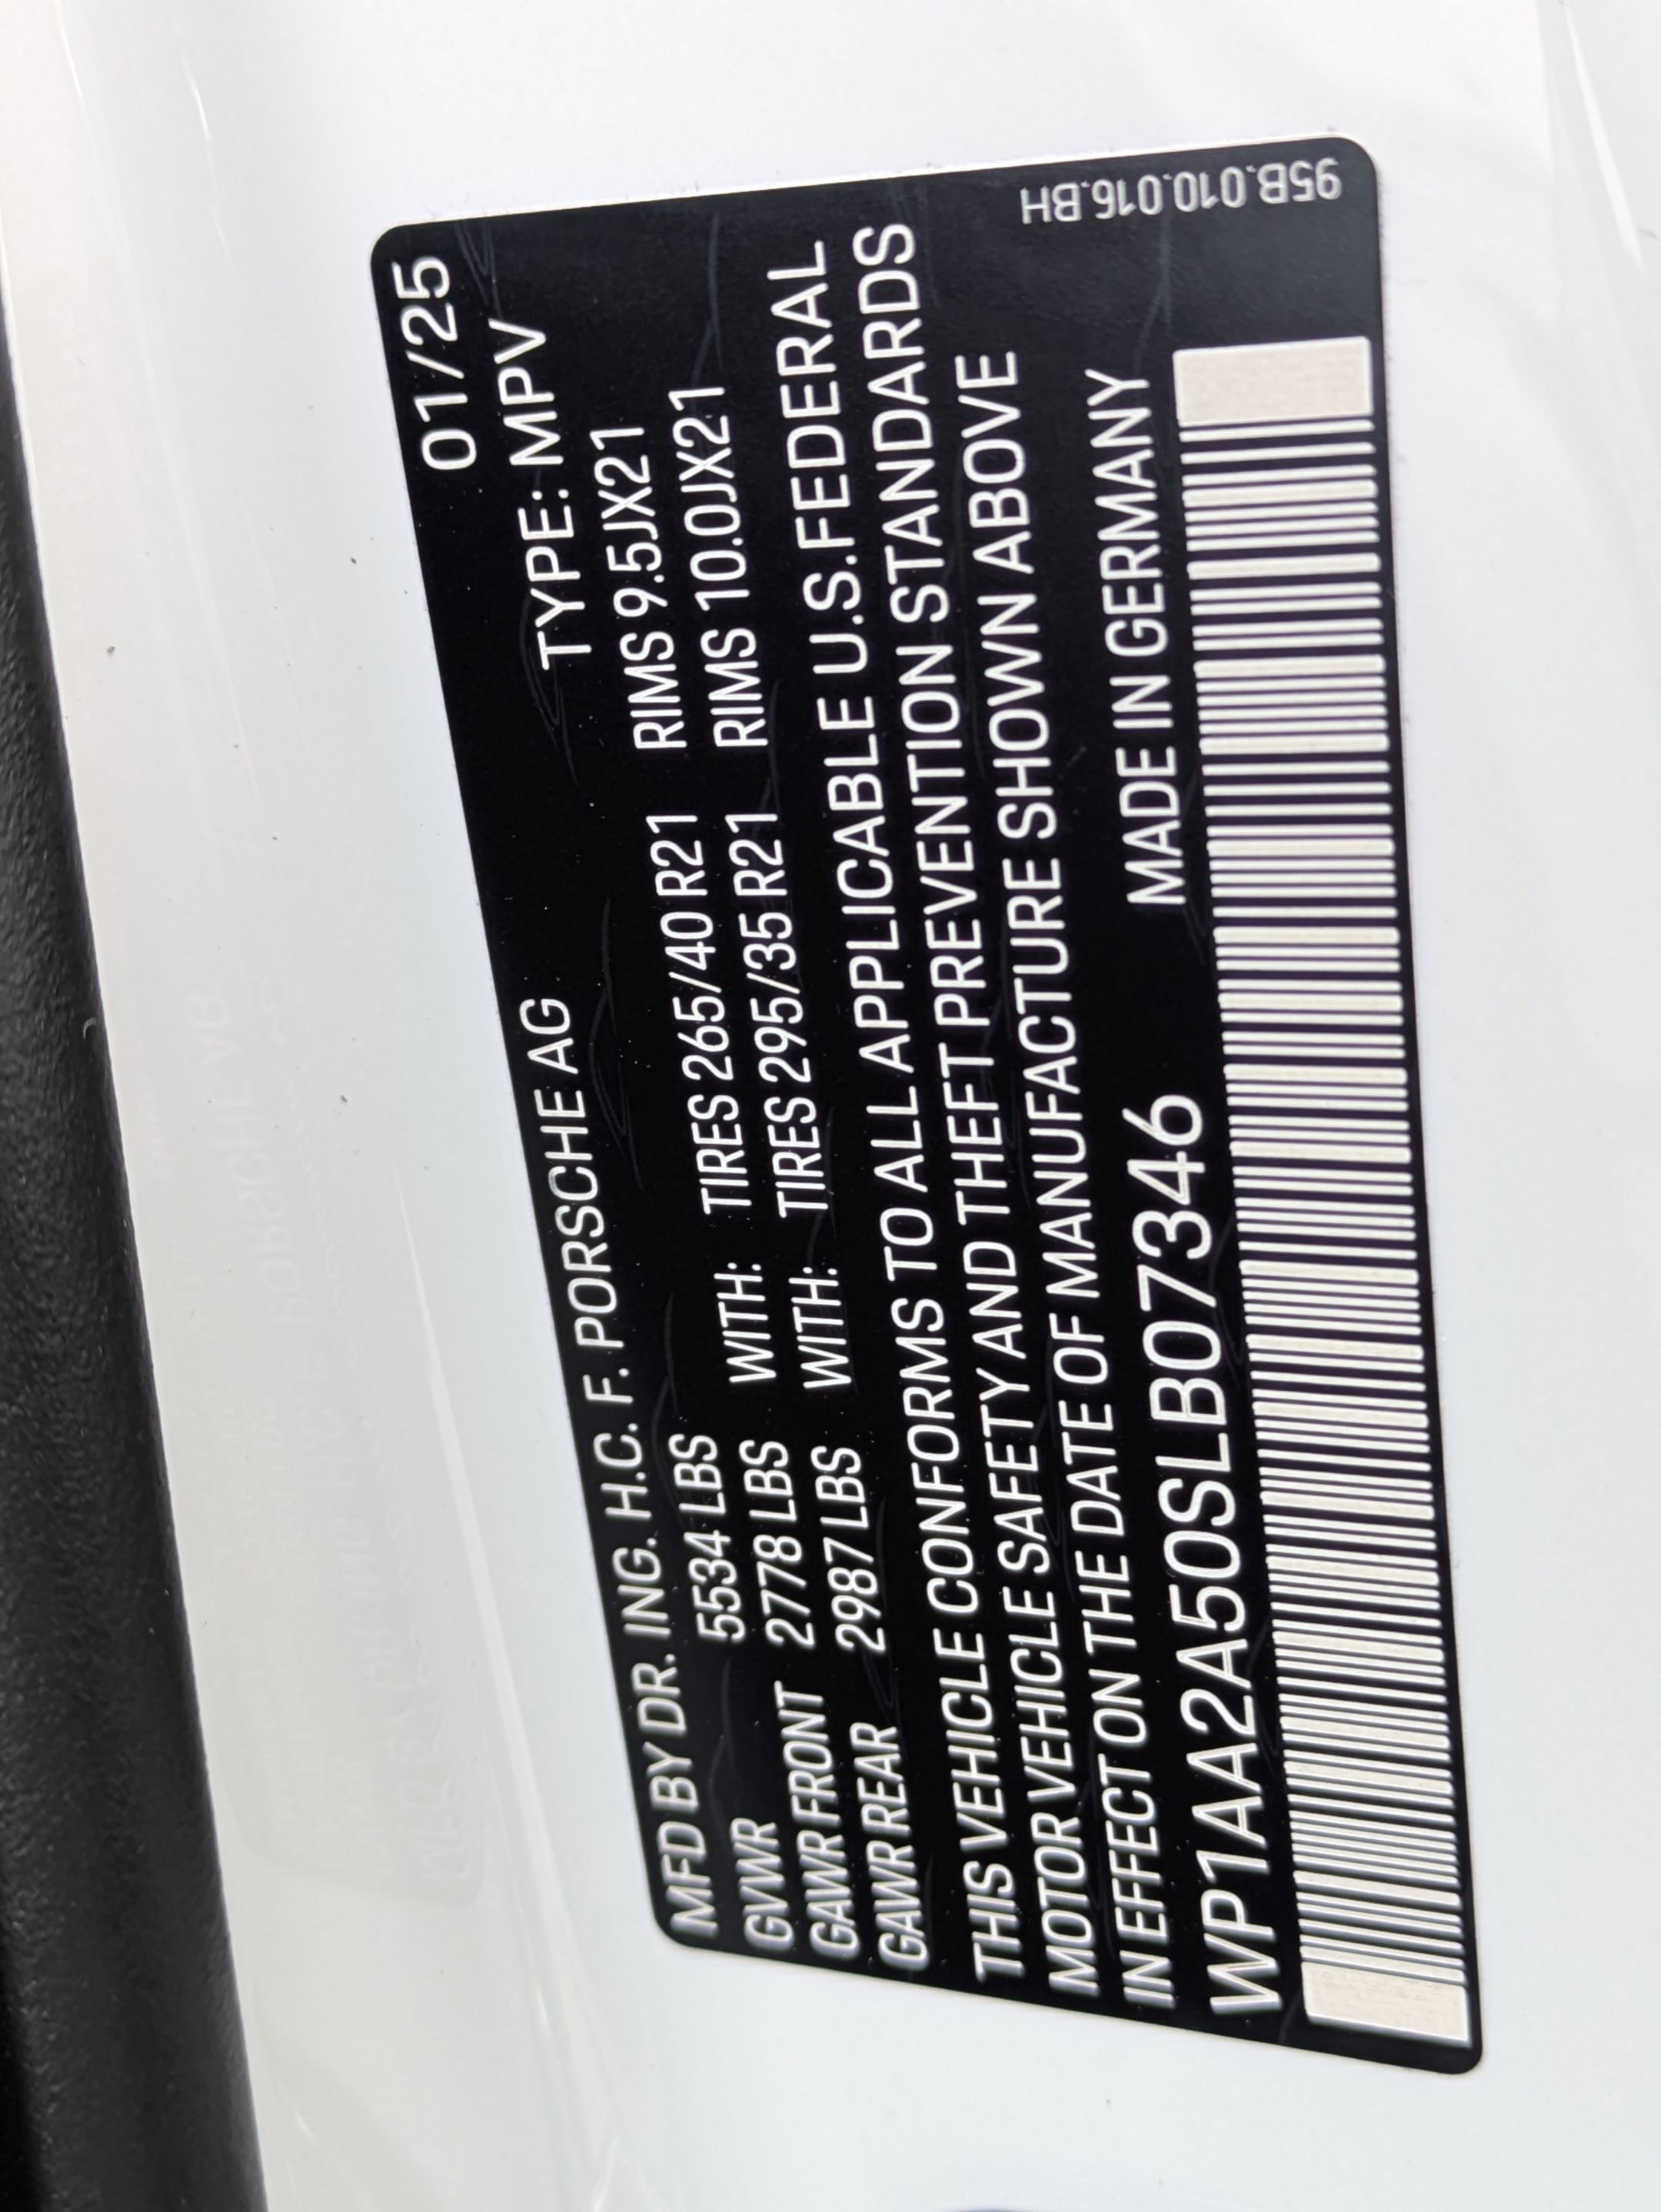 MFD BY DR. ING. H.C. F. PORSCHE AG 01/25
GVWR 5534 LBS TYPE: MPV
GAWR FRONT 2778 LBS WITH: TIRES 265/40 R21 RIMS 9.5JX21
GAWR REAR 2987 LBS WITH: TIRES 295/35 R21 RIMS 10.0JX21
THIS VEHICLE CONFORMS TO ALL APPLICABLE U.S.FEDERAL
MOTOR VEHICLE SAFETY AND THEFT PREVENTION STANDARDS
IN EFFECT ON THE DATE OF MANUFACTURE SHOWN ABOVE
WP1AA2A50SLB07346 MADE IN GERMANY
95B.010.016.BH